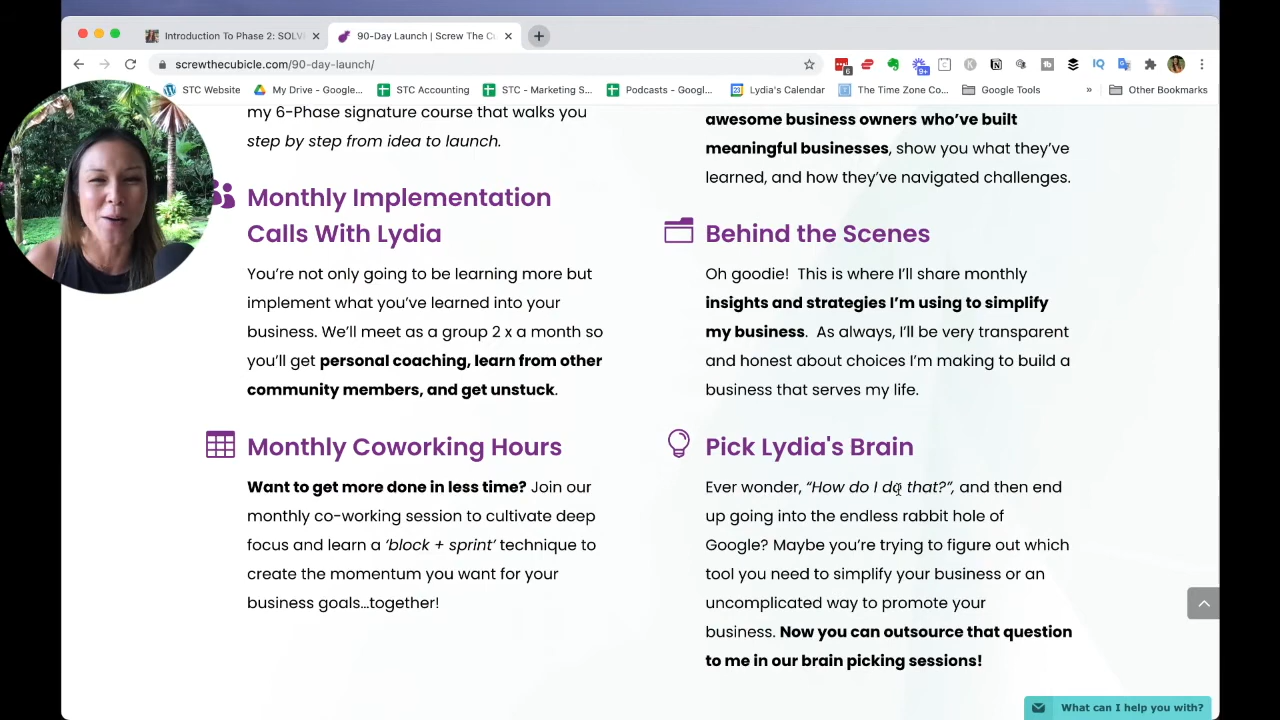 Introduction To Phase 2: SOLVI
90-Day Launch | Screw The Cu
screwthecubicle.com/90-day-launch/
6
9+
STC Website
My Drive - Google...
STC Accounting
STC - Marketing S...
Podcasts - Googl...
Lydia's Calendar
The Time Zone Co...
Google Tools
»
Other Bookmarks
my 6-Phase signature course that walks you
step by step from idea to launch.
Monthly Implementation
Calls With Lydia
You’re not only going to be learning more but
implement what you’ve learned into your
business. We’ll meet as a group 2 x a month so
you’ll get personal coaching, learn from other
community members, and get unstuck.
Monthly Coworking Hours
Want to get more done in less time? Join our
monthly co-working session to cultivate deep
focus and learn a ‘block + sprint’ technique to
create the momentum you want for your
business goals…together!
awesome business owners who’ve built
meaningful businesses, show you what they’ve
learned, and how they’ve navigated challenges.
Behind the Scenes
Oh goodie!  This is where I’ll share monthly
insights and strategies I’m using to simplify
my business.  As always, I’ll be very transparent
and honest about choices I’m making to build a
business that serves my life.
Pick Lydia's Brain
Ever wonder, “How do I do that?”, and then end
up going into the endless rabbit hole of
Google? Maybe you’re trying to figure out which
tool you need to simplify your business or an
uncomplicated way to promote your
business. Now you can outsource that question
to me in our brain picking sessions!
What can I help you with?